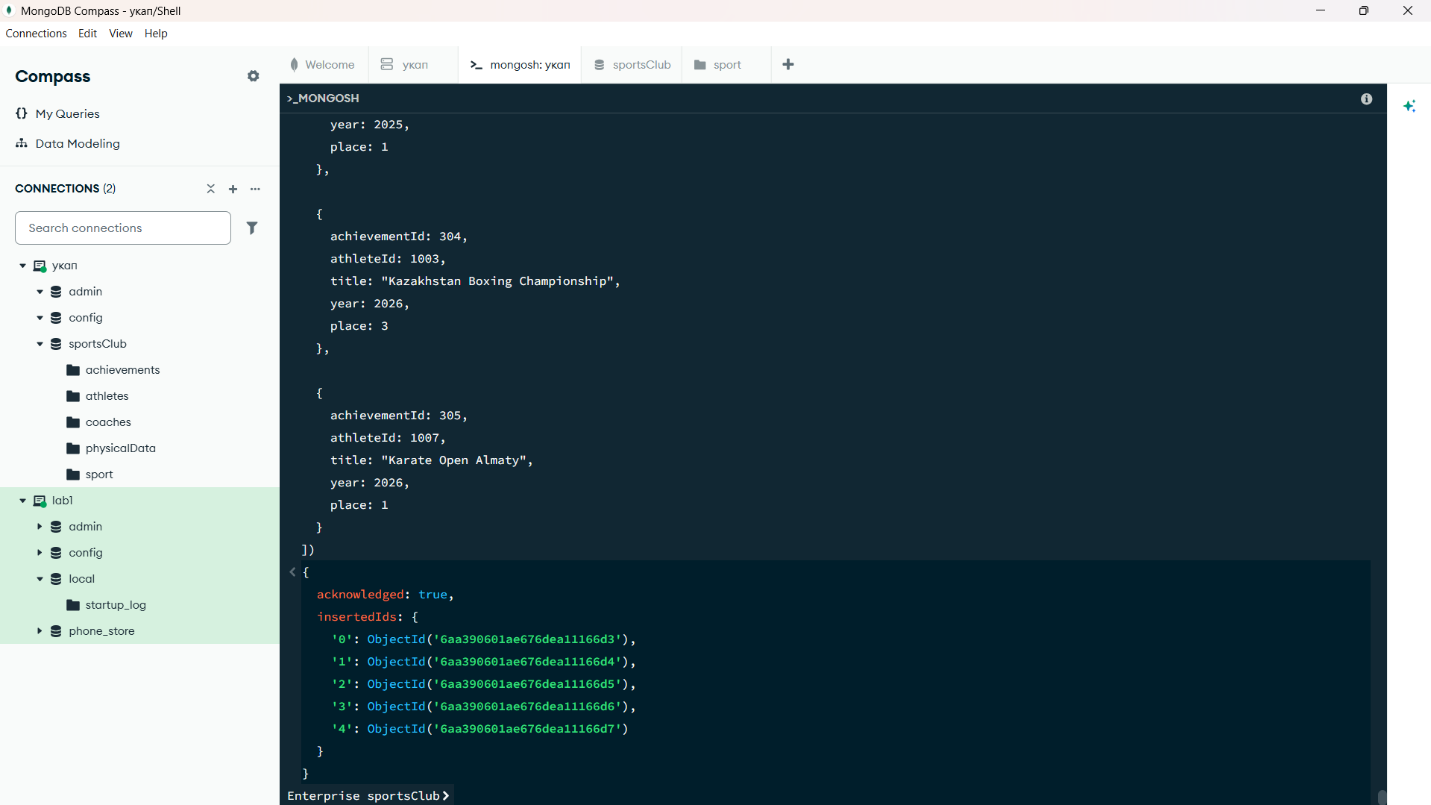 MongoDB Compass - укап/Shell
Connections Edit View Help
Compass
My Queries
Data Modeling
CONNECTIONS (2)
Search connections
укап
admin
config
sportsClub
achievements
athletes
coaches
physicalData
sport
lab1
admin
config
local
startup_log
phone_store
Welcome укап mongosh: укап sportsClub sport
>_MONGOSH
year: 2025,
place: 1
},
{
achievementId: 304,
athleteId: 1003,
title: "Kazakhstan Boxing Championship",
year: 2026,
place: 3
},
{
achievementId: 305,
athleteId: 1007,
title: "Karate Open Almaty",
year: 2026,
place: 1
}
])
{
acknowledged: true,
insertedIds: {
'0': ObjectId('6aa390601ae676dea11166d3'),
'1': ObjectId('6aa390601ae676dea11166d4'),
'2': ObjectId('6aa390601ae676dea11166d5'),
'3': ObjectId('6aa390601ae676dea11166d6'),
'4': ObjectId('6aa390601ae676dea11166d7')
}
}
Enterprise sportsClub>